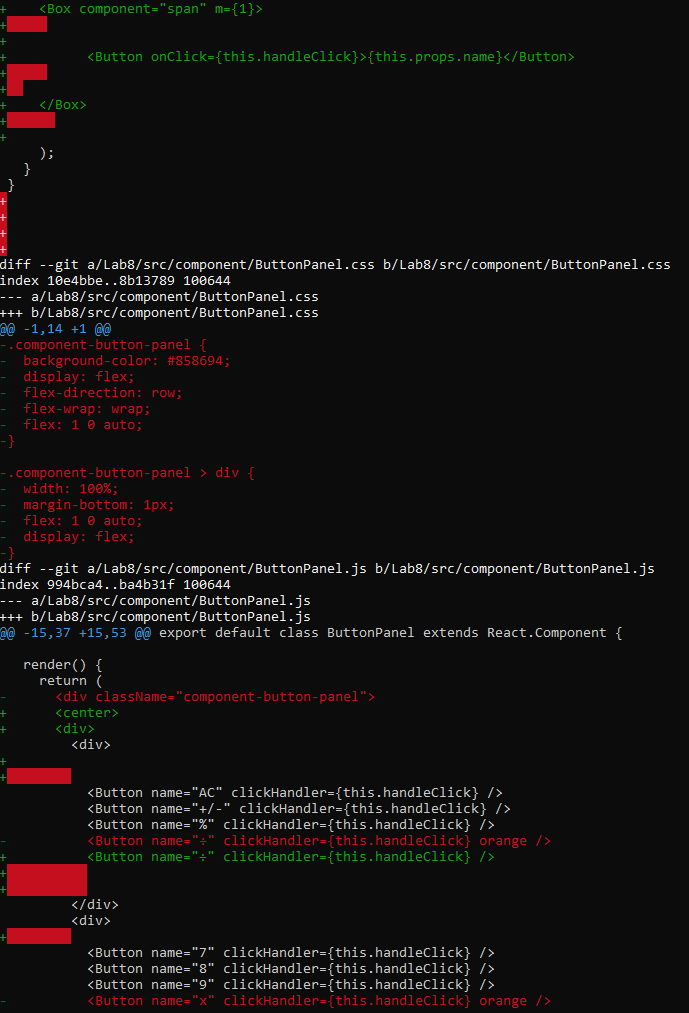 +    <Box component="span" m={1}>
+
+
+          <Button onClick={this.handleClick}>{this.props.name}</Button>
+
+
+    </Box>
+
+
     );
   }
 }
+
+
+
+
diff --git a/Lab8/src/component/ButtonPanel.css b/Lab8/src/component/ButtonPanel.css
index 10e4bbe..8b13789 100644
--- a/Lab8/src/component/ButtonPanel.css
+++ b/Lab8/src/component/ButtonPanel.css
@@ -1,14 +1 @@
-.component-button-panel {
-  background-color: #858694;
-  display: flex;
-  flex-direction: row;
-  flex-wrap: wrap;
-  flex: 1 0 auto;
-}

-.component-button-panel > div {
-  width: 100%;
-  margin-bottom: 1px;
-  flex: 1 0 auto;
-  display: flex;
-}
diff --git a/Lab8/src/component/ButtonPanel.js b/Lab8/src/component/ButtonPanel.js
index 994bca4..ba4b31f 100644
--- a/Lab8/src/component/ButtonPanel.js
+++ b/Lab8/src/component/ButtonPanel.js
@@ -15,37 +15,53 @@ export default class ButtonPanel extends React.Component {

   render() {
     return (
-      <div className="component-button-panel">
+      <center>
+      <div>
         <div>
+
+
           <Button name="AC" clickHandler={this.handleClick} />
           <Button name="+/-" clickHandler={this.handleClick} />
           <Button name="%" clickHandler={this.handleClick} />
-          <Button name="÷" clickHandler={this.handleClick} orange />
+          <Button name="÷" clickHandler={this.handleClick} />
+
+
         </div>
         <div>
+
           <Button name="7" clickHandler={this.handleClick} />
           <Button name="8" clickHandler={this.handleClick} />
           <Button name="9" clickHandler={this.handleClick} />
-          <Button name="x" clickHandler={this.handleClick} orange />